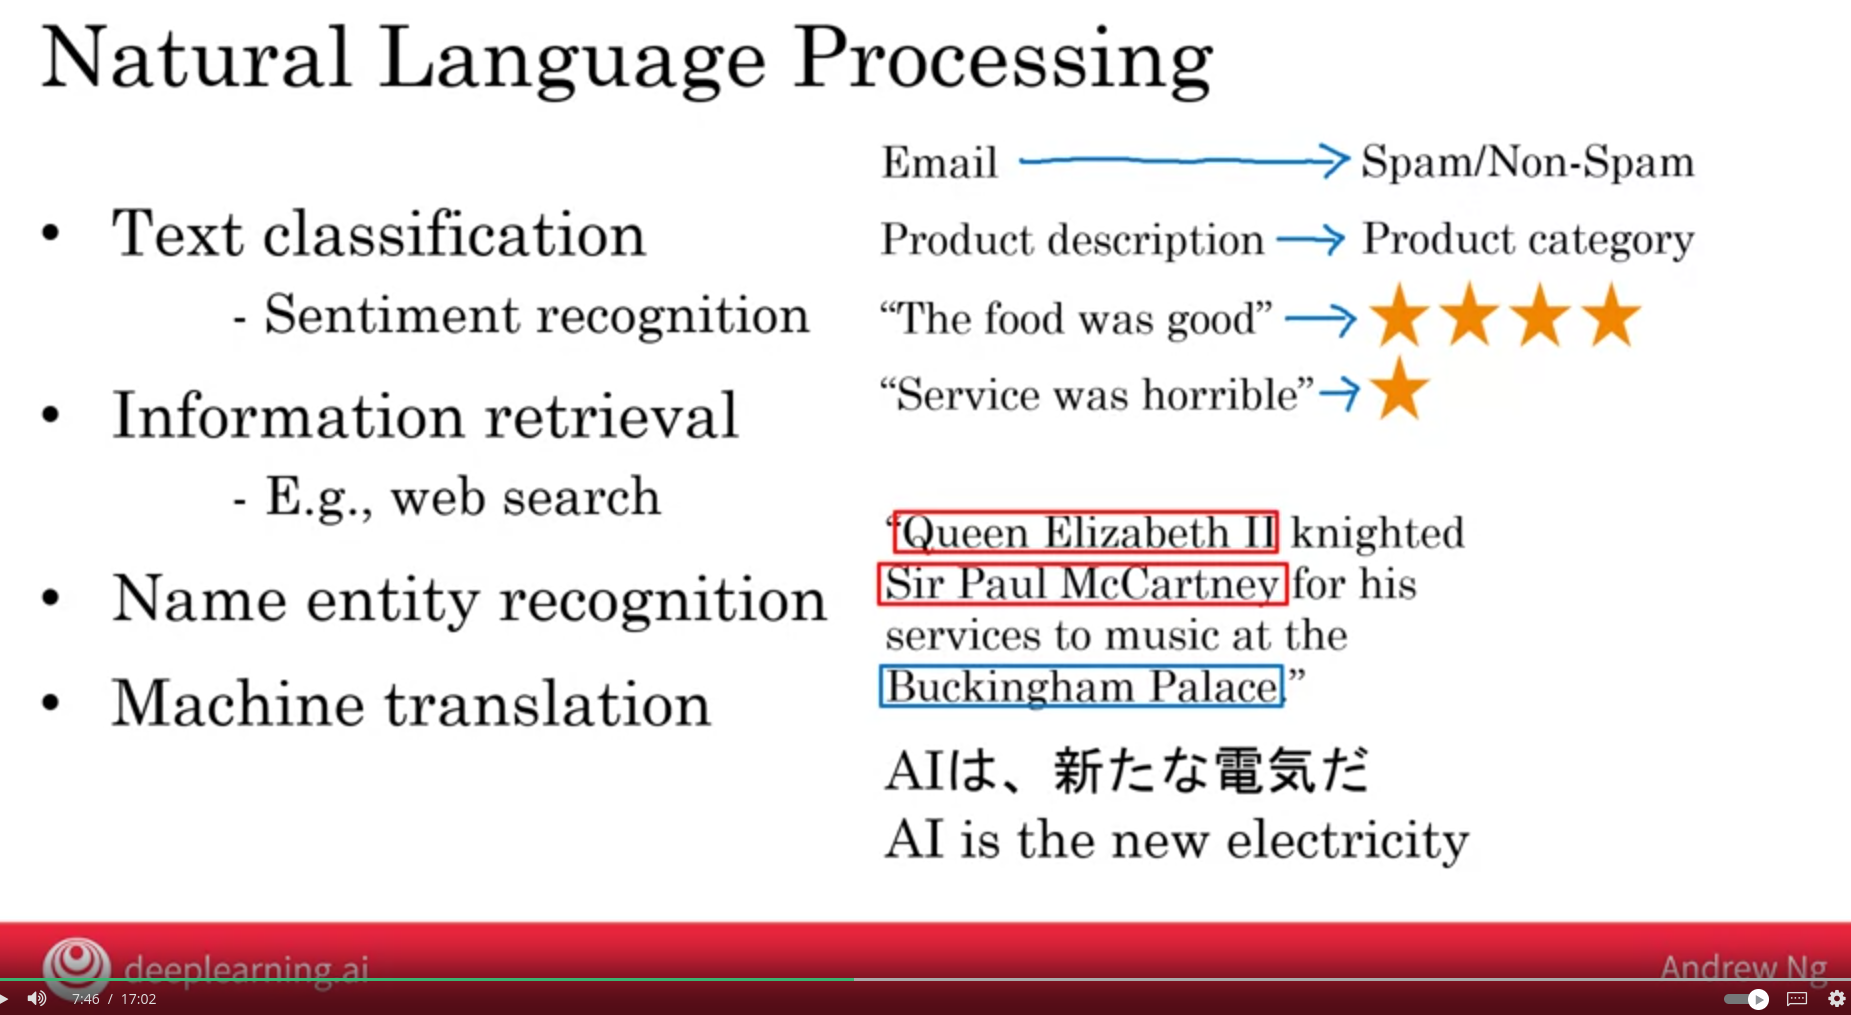 Natural Language Processing
• Text classification
- Sentiment recognition
• Information retrieval
- E.g., web search
• Name entity recognition
• Machine translation
Email → Spam/Non-Spam
Product description → Product category
“The food was good” → ★★★★
“Service was horrible” → ★
“Queen Elizabeth II knighted
Sir Paul McCartney for his
services to music at the
Buckingham Palace.”
AIは、新たな電気だ
AI is the new electricity
deeplearning.ai
Andrew Ng
7:46 / 17:02